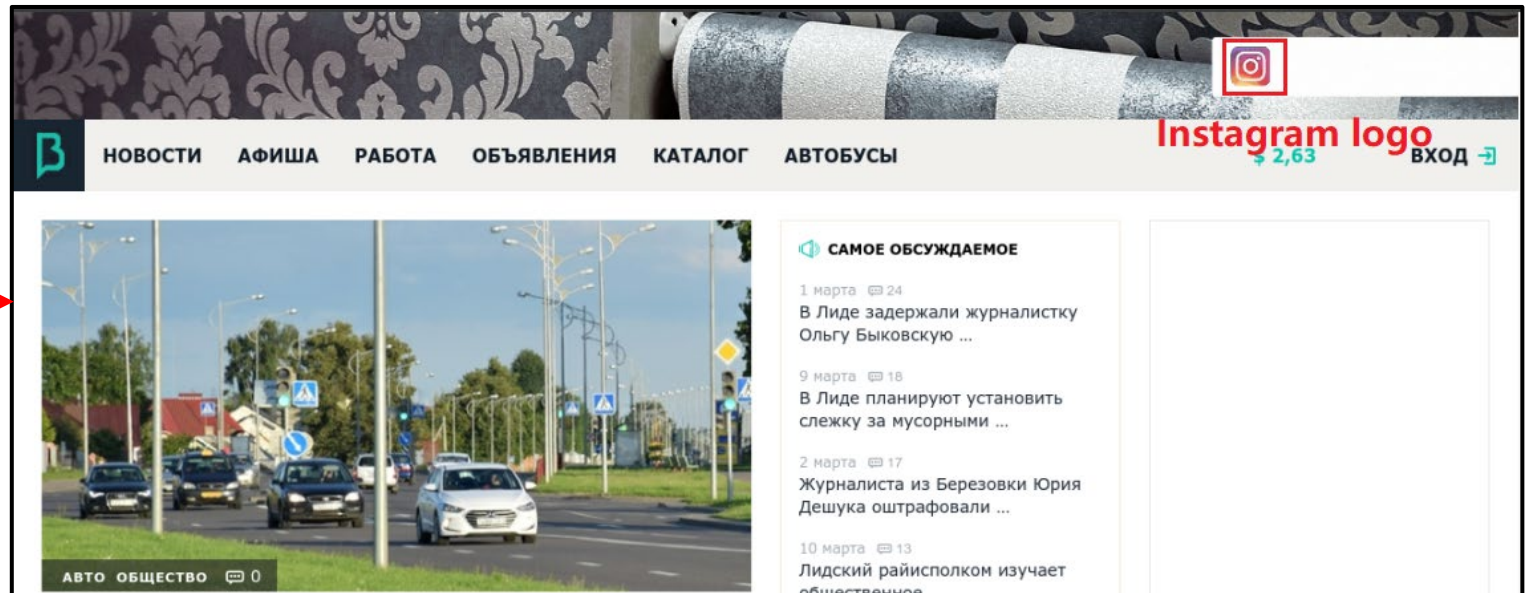 Instagram logo
НОВОСТИ АФИША РАБОТА ОБЪЯВЛЕНИЯ КАТАЛОГ АВТОБУСЫ $ 2,63 ВХОД
САМОЕ ОБСУЖДАЕМОЕ
1 марта 24
В Лиде задержали журналистку
Ольгу Быковскую ...
9 марта 18
В Лиде планируют установить
слежку за мусорными ...
2 марта 17
Журналиста из Березовки Юрия
Дешука оштрафовали ...
10 марта 13
Лидский райисполком изучает
общественное
АВТО ОБЩЕСТВО 0